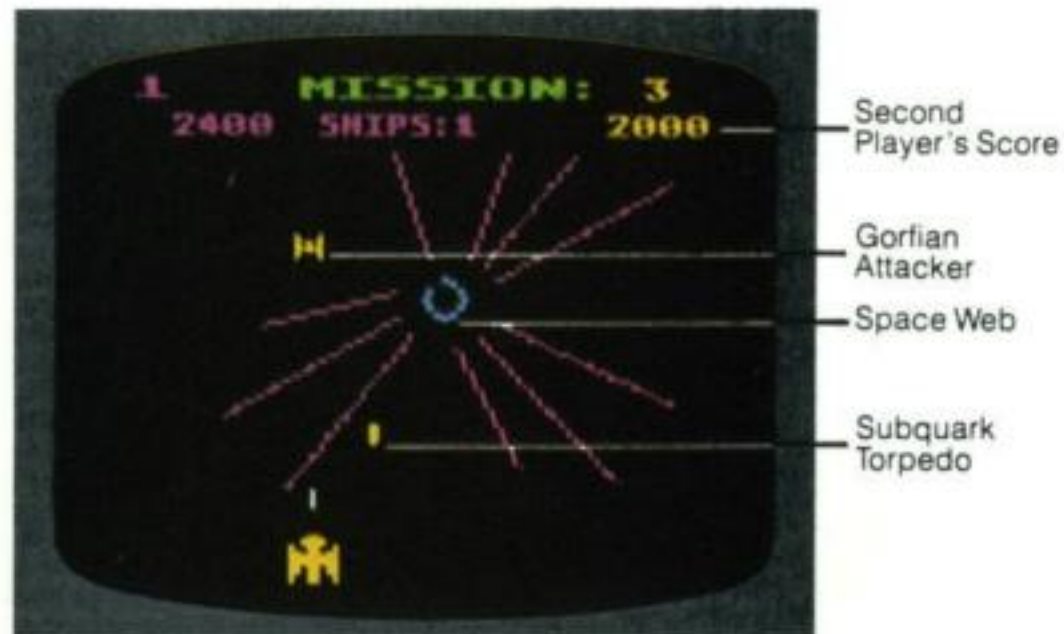 1 MISSION: 3
2400 SHIPS:1 2000
Second
Player's Score
Gorfian
Attacker
Space Web
Subquark
Torpedo